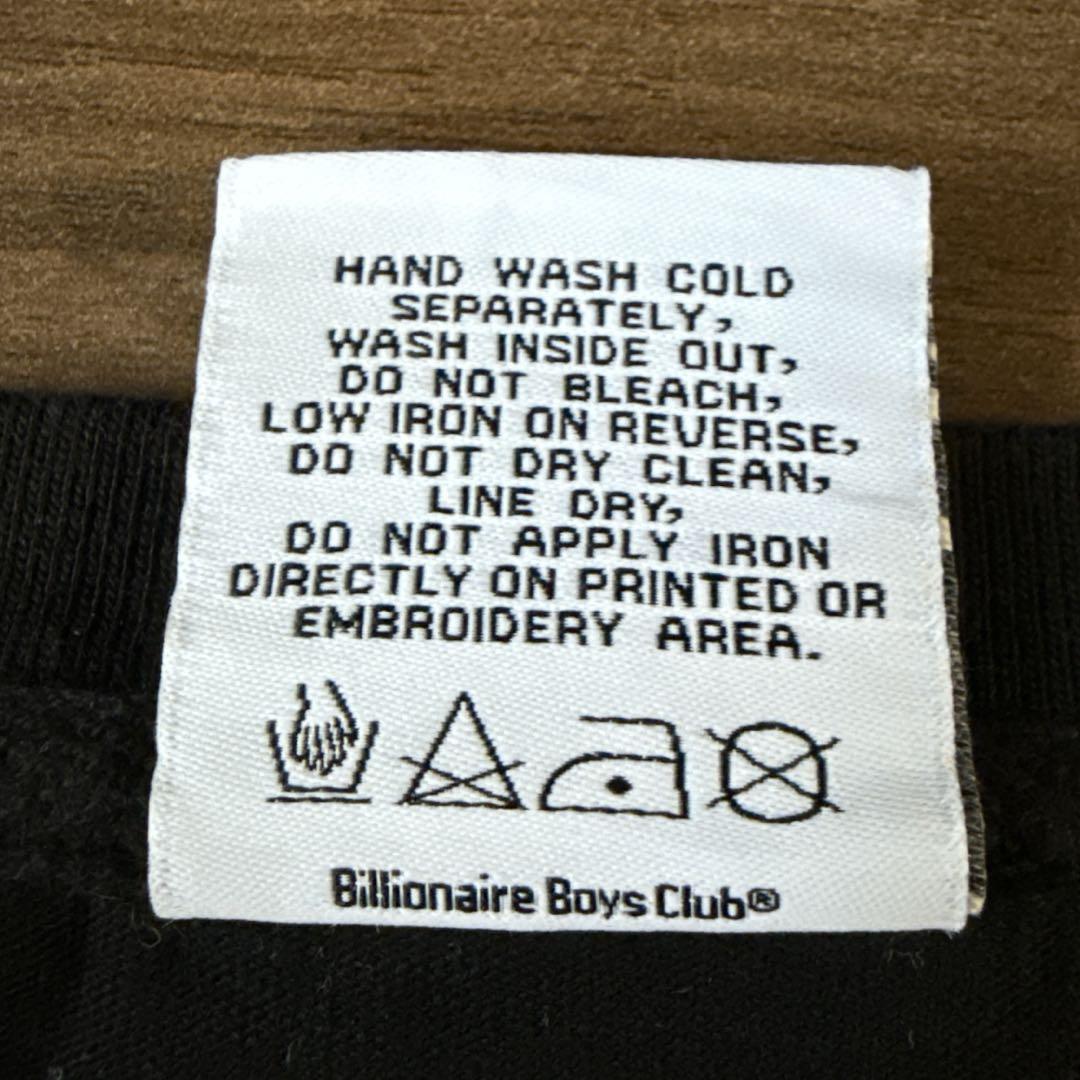 HAND WASH COLD
SEPARATELY,
WASH INSIDE OUT,
DO NOT BLEACH,
LOW IRON ON REVERSE,
DO NOT DRY CLEAN,
LINE DRY,
DO NOT APPLY IRON
DIRECTLY ON PRINTED OR
EMBROIDERY AREA.
Billionaire Boys Club®